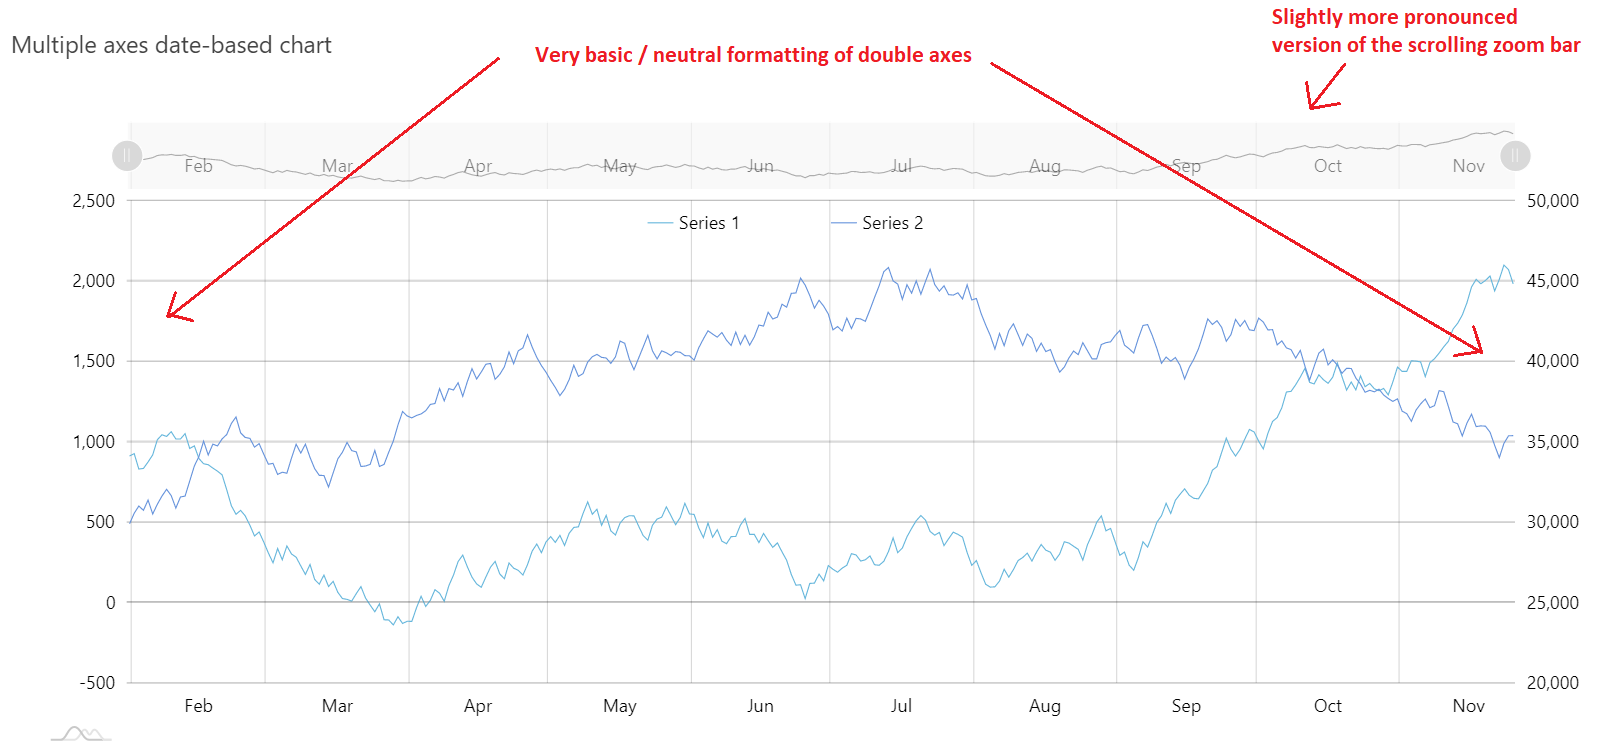 Slightly more pronounced
version of the scrolling zoom bar
Multiple axes date-based chart
Very basic / neutral formatting of double axes
Feb Mar Apr May Jun Jul Aug Sep Oct Nov
2,500 50,000
Series 1 Series 2
2,000 45,000
1,500 40,000
1,000 35,000
500 30,000
0 25,000
-500 20,000
Feb Mar Apr May Jun Jul Aug Sep Oct Nov